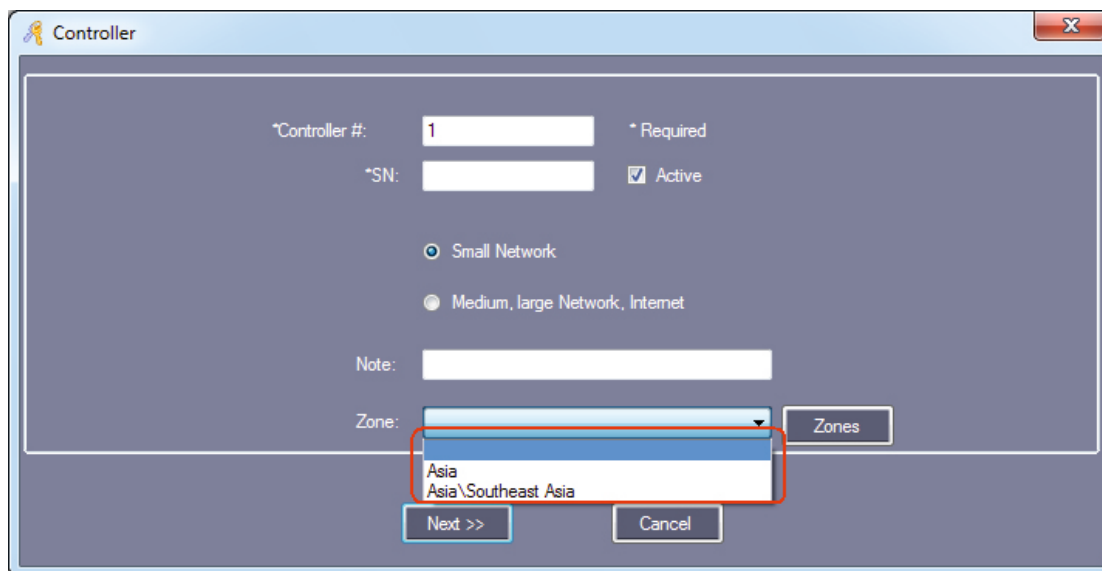 Controller
*Controller #: 1 * Required
*SN: Active
Small Network
Medium, large Network, Internet
Note:
Zone: Zones
Asia
Asia\Southeast Asia
Next >> Cancel